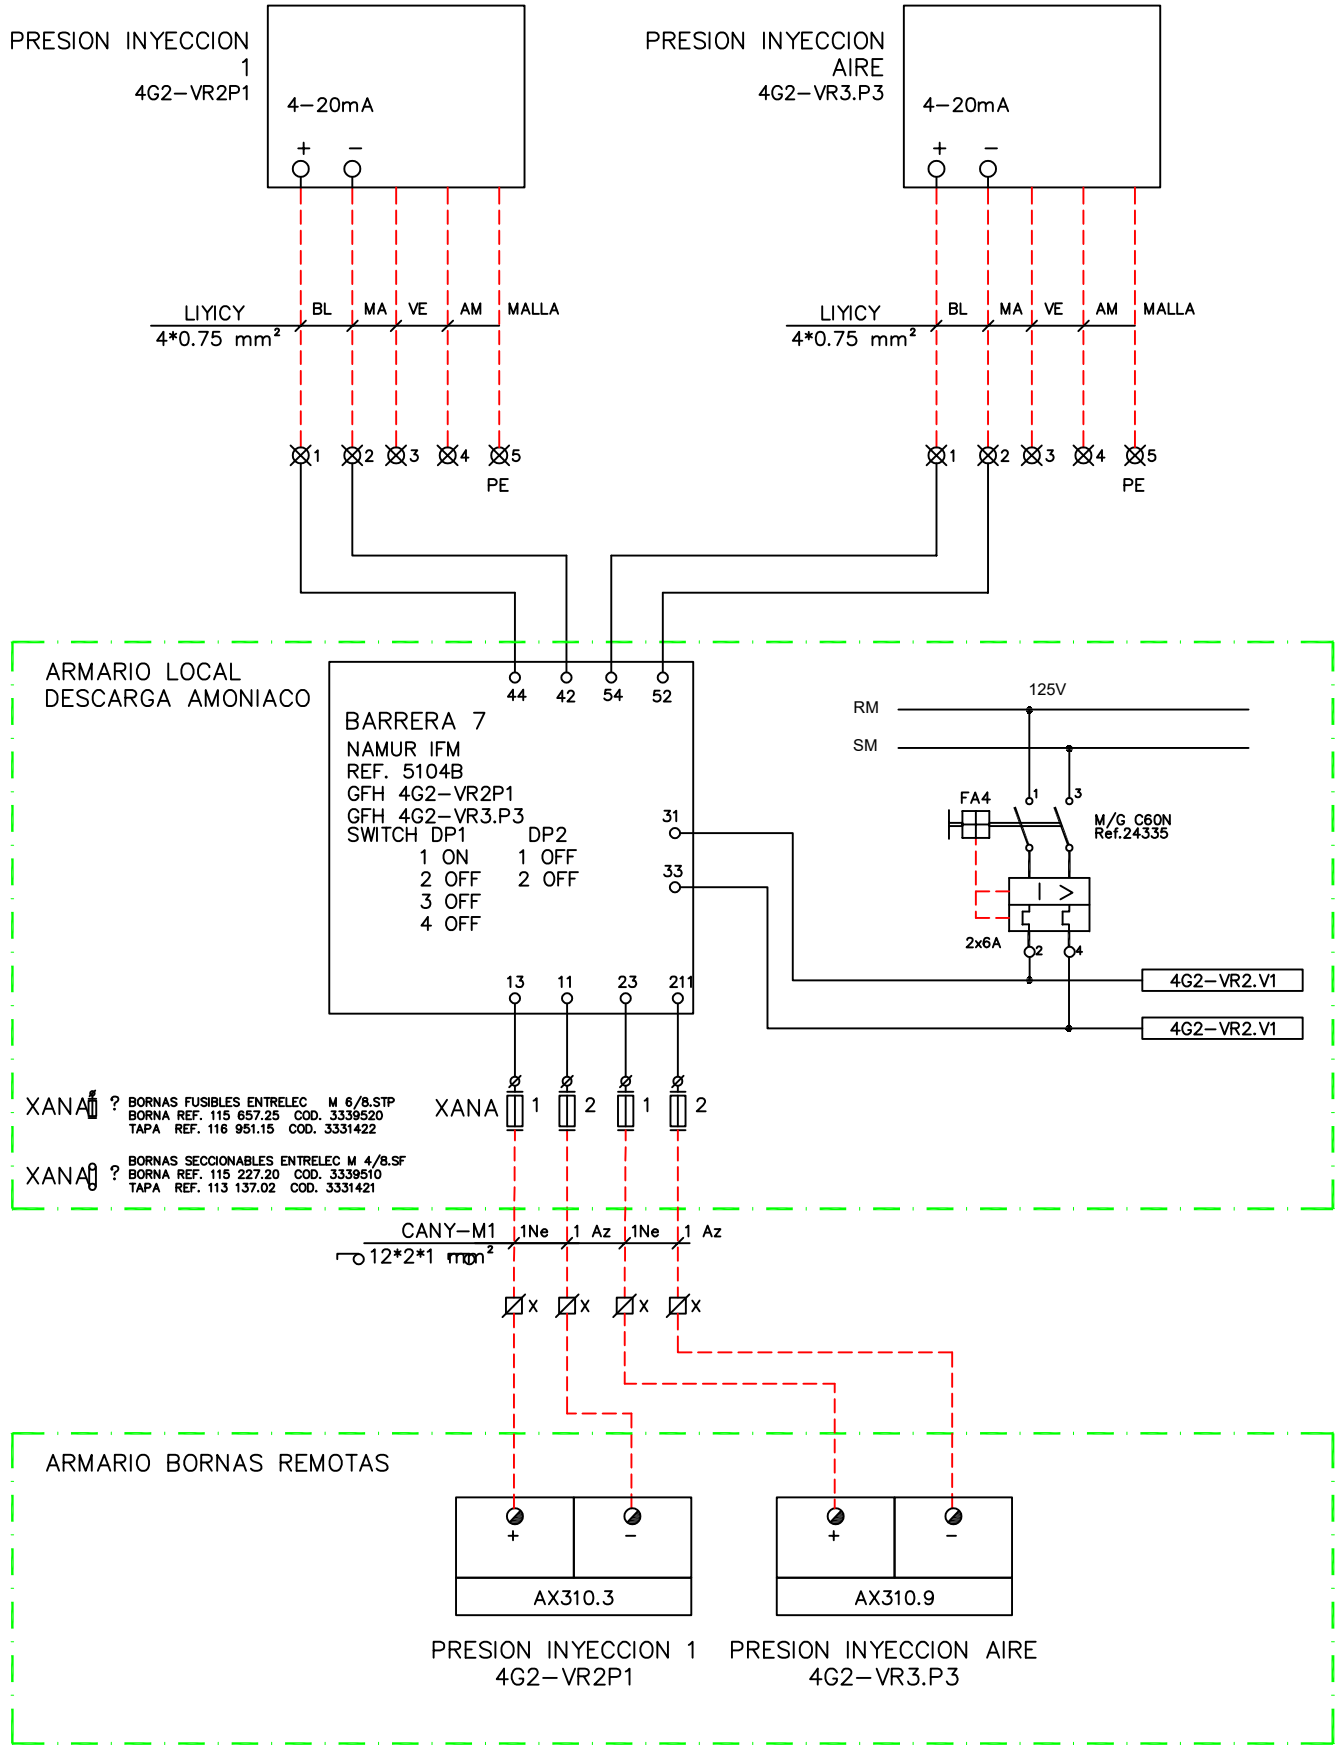 PRESION INYECCION
1
4G2-VR2P1
4-20mA
+ -
PRESION INYECCION
AIRE
4G2-VR3.P3
4-20mA
+ -
LIYICY
4*0.75 mm²
BL MA VE AM MALLA
LIYICY
4*0.75 mm²
BL MA VE AM MALLA
1 2 3 4 5
PE
1 2 3 4 5
PE
ARMARIO LOCAL
DESCARGA AMONIACO
44 42 54 52
BARRERA 7
NAMUR IFM
REF. 5104B
GFH 4G2-VR2P1
GFH 4G2-VR3.P3
SWITCH DP1 DP2
1 ON 1 OFF
2 OFF 2 OFF
3 OFF
4 OFF
31
33
13 11 23 211
125V
RM
SM
FA4
1 3
M/G C60N
Ref.24335
I >
2x6A
2 4
4G2-VR2.V1
4G2-VR2.V1
XANA ? BORNAS FUSIBLES ENTRELEC M 6/8.STP
BORNA REF. 115 657.25 COD. 3339520
TAPA REF. 116 951.15 COD. 3331422
XANA ? BORNAS SECCIONABLES ENTRELEC M 4/8.SF
BORNA REF. 115 227.20 COD. 3339510
TAPA REF. 113 137.02 COD. 3331421
XANA 1 2 1 2
CANY-M1 1Ne 1 Az 1Ne 1 Az
12*2*1 mm²
X X X X
ARMARIO BORNAS REMOTAS
+ -
AX310.3
+ -
AX310.9
PRESION INYECCION 1
4G2-VR2P1
PRESION INYECCION AIRE
4G2-VR3.P3